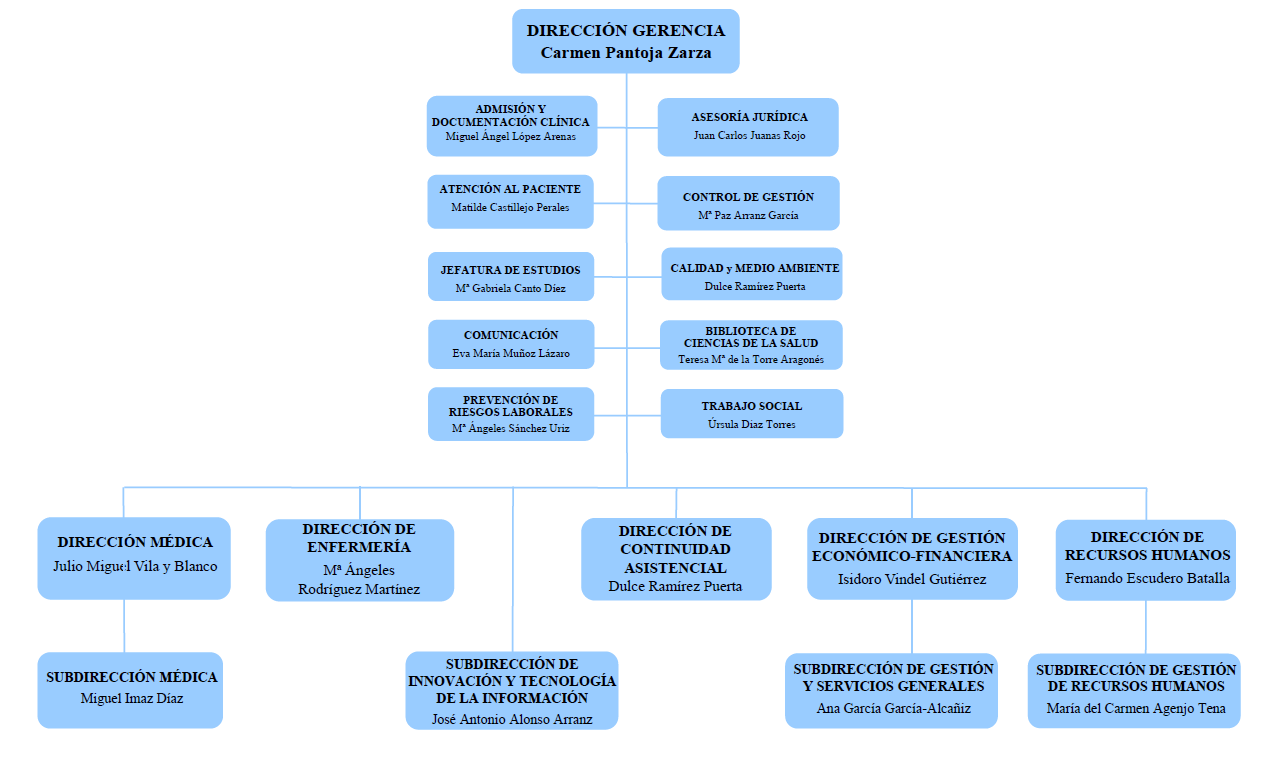 DIRECCIÓN GERENCIA
Carmen Pantoja Zarza
ADMISIÓN Y
DOCUMENTACIÓN CLÍNICA
Miguel Ángel López Arenas
ASESORÍA JURÍDICA
Juan Carlos Juanas Rojo
ATENCIÓN AL PACIENTE
Matilde Castillejo Perales
CONTROL DE GESTIÓN
Mª Paz Arranz García
JEFATURA DE ESTUDIOS
Mª Gabriela Canto Díez
CALIDAD y MEDIO AMBIENTE
Dulce Ramírez Puerta
COMUNICACIÓN
Eva María Muñoz Lázaro
BIBLIOTECA DE
CIENCIAS DE LA SALUD
Teresa Mª de la Torre Aragonés
PREVENCIÓN DE
RIESGOS LABORALES
Mª Ángeles Sánchez Uriz
TRABAJO SOCIAL
Úrsula Díaz Torres
DIRECCIÓN MÉDICA
Julio Miguel Vila y Blanco
DIRECCIÓN DE
ENFERMERÍA
Mª Ángeles
Rodríguez Martínez
DIRECCIÓN DE
CONTINUIDAD
ASISTENCIAL
Dulce Ramírez Puerta
DIRECCIÓN DE GESTIÓN
ECONÓMICO-FINANCIERA
Isidoro Vindel Gutiérrez
DIRECCIÓN DE
RECURSOS HUMANOS
Fernando Escudero Batalla
SUBDIRECCIÓN MÉDICA
Miguel Imaz Díaz
SUBDIRECCIÓN DE
INNOVACIÓN Y TECNOLOGÍA
DE LA INFORMACIÓN
José Antonio Alonso Arranz
SUBDIRECCIÓN DE GESTIÓN
Y SERVICIOS GENERALES
Ana García García-Alcañiz
SUBDIRECCIÓN DE GESTIÓN
DE RECURSOS HUMANOS
María del Carmen Agenjo Tena